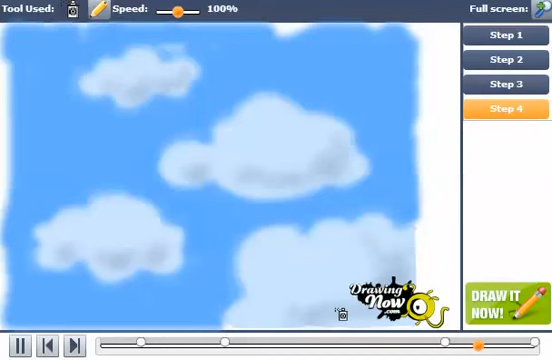 Tool Used:
Speed:
100%
Full screen:
Step 1
Step 2
Step 3
Step 4
Drawing
Now
.com
DRAW IT
NOW!